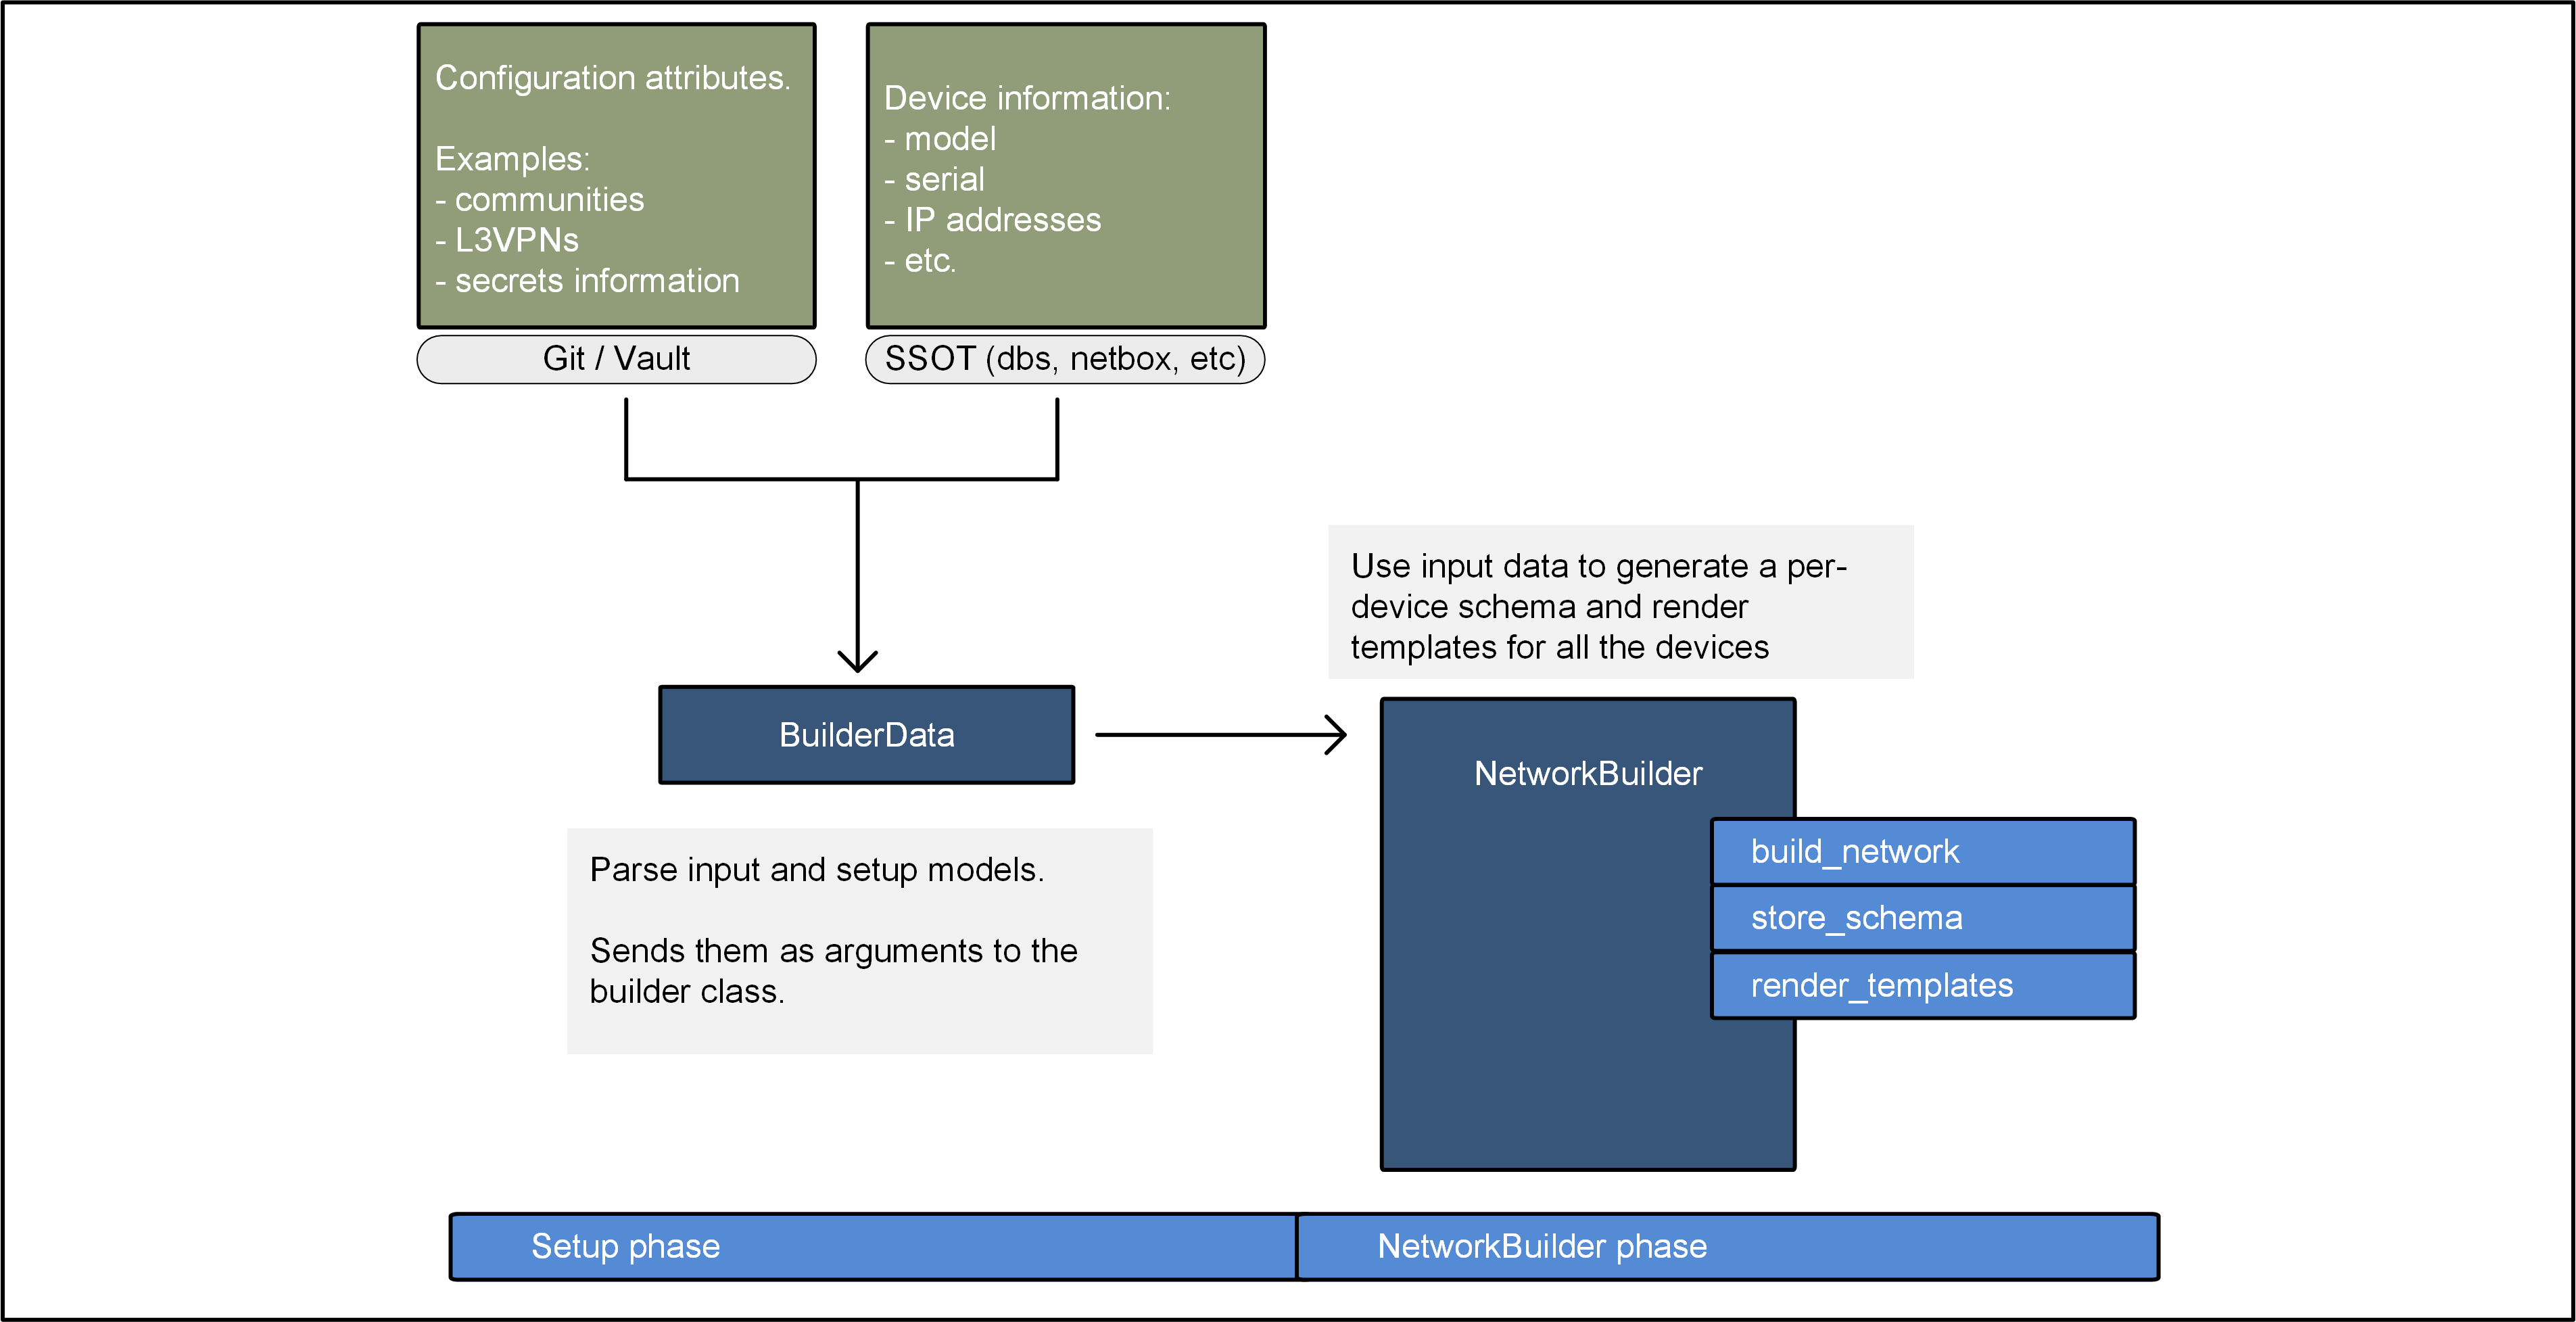 Configuration attributes.
Examples:
- communities
- L3VPNs
- secrets information
Git / Vault
Device information:
- model
- serial
- IP addresses
- etc.
SSOT (dbs, netbox, etc)
BuilderData
Parse input and setup models.
Sends them as arguments to the
builder class.
Use input data to generate a per-
device schema and render
templates for all the devices
NetworkBuilder
build_network
store_schema
render_templates
Setup phase
NetworkBuilder phase